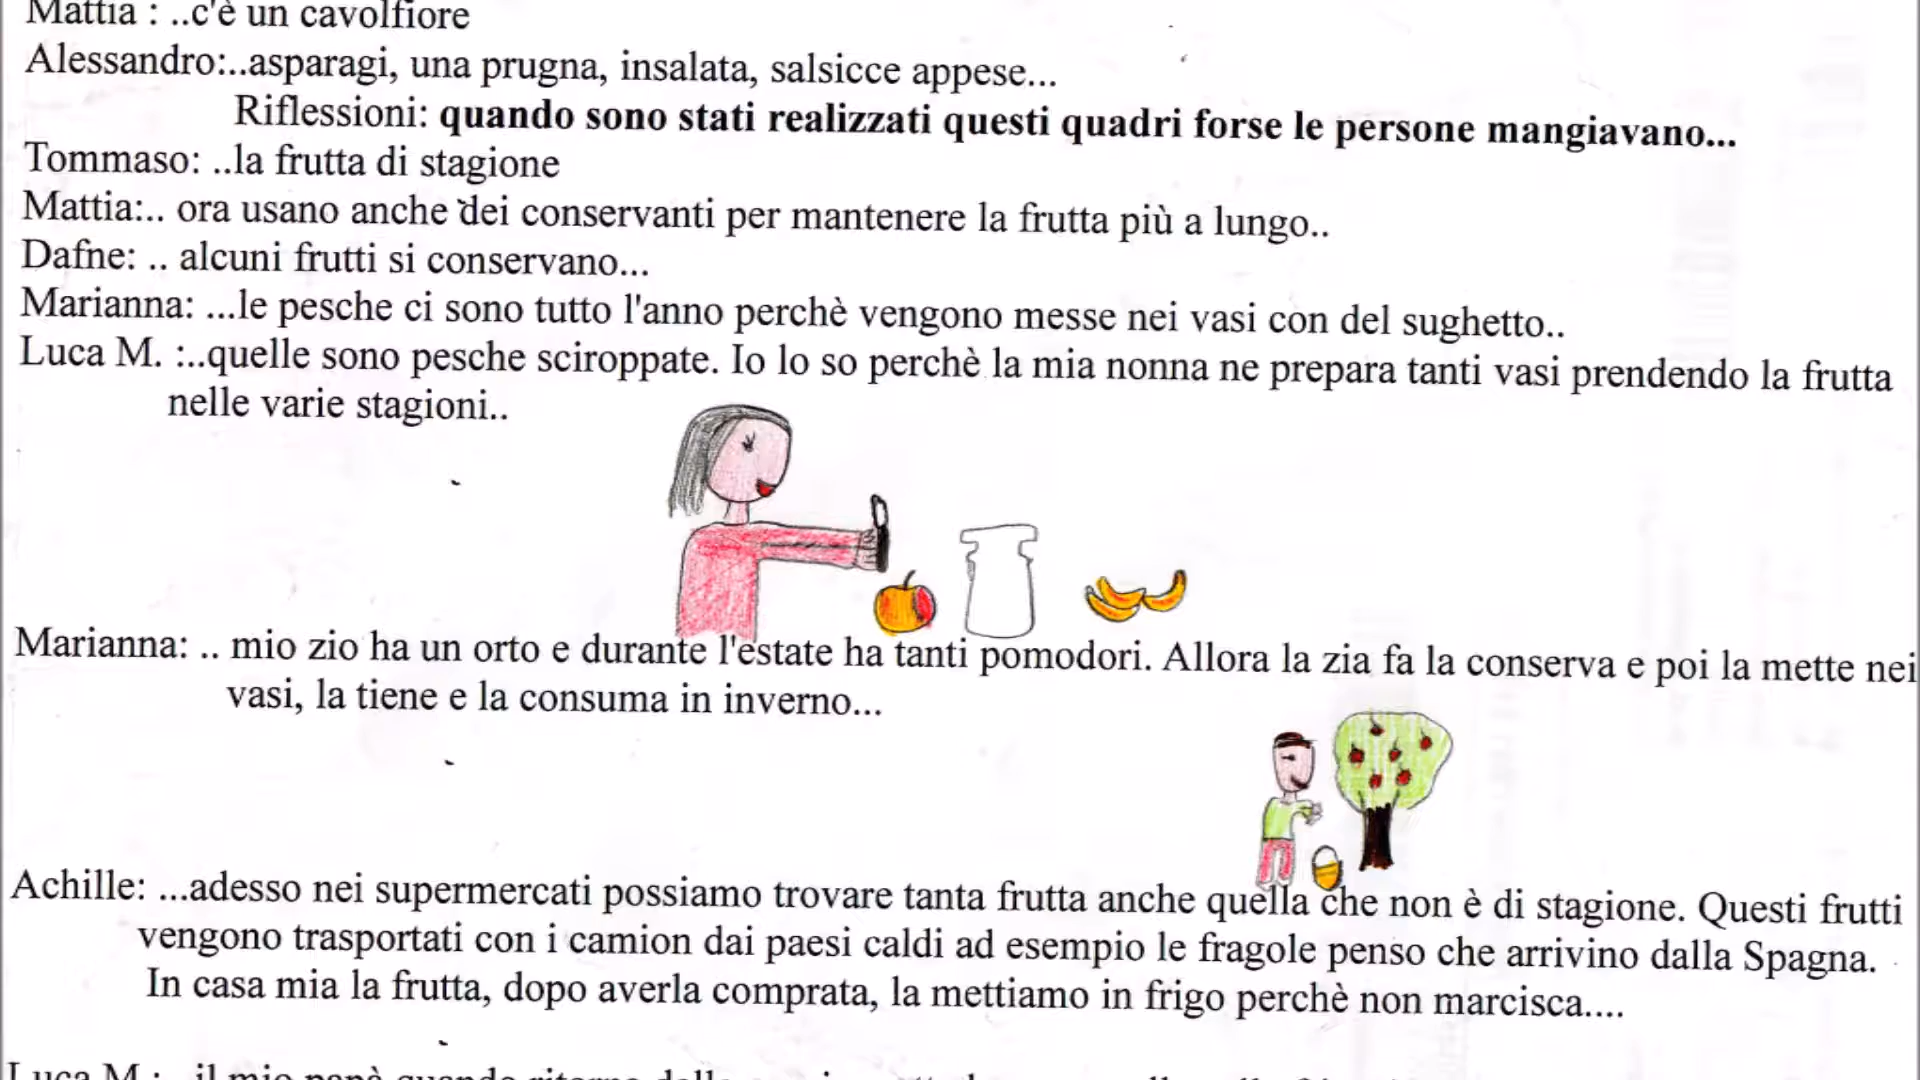 Mattia : ..c'è un cavolfiore
Alessandro:..asparagi, una prugna, insalata, salsicce appese...
Riflessioni: quando sono stati realizzati questi quadri forse le persone mangiavano...
Tommaso: ..la frutta di stagione
Mattia:.. ora usano anche dei conservanti per mantenere la frutta più a lungo..
Dafne: .. alcuni frutti si conservano...
Marianna: ...le pesche ci sono tutto l'anno perchè vengono messe nei vasi con del sughetto..
Luca M. :..quelle sono pesche sciroppate. Io lo so perchè la mia nonna ne prepara tanti vasi prendendo la frutta
nelle varie stagioni..
Marianna: .. mio zio ha un orto e durante l'estate ha tanti pomodori. Allora la zia fa la conserva e poi la mette nei
vasi, la tiene e la consuma in inverno...
Achille: ...adesso nei supermercati possiamo trovare tanta frutta anche quella che non è di stagione. Questi frutti
vengono trasportati con i camion dai paesi caldi ad esempio le fragole penso che arrivino dalla Spagna.
In casa mia la frutta, dopo averla comprata, la mettiamo in frigo perchè non marcisca....
Luca M : il mio papà quando ritorna